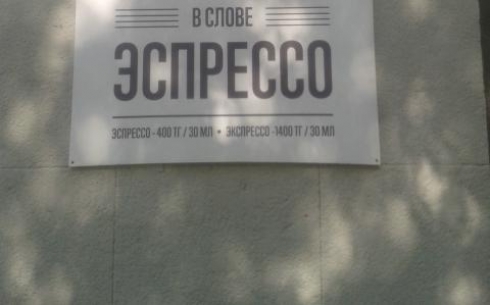 В СЛОВЕ
ЭСПРЕССО
ЭСПРЕССО - 400 ТГ / 30 МЛ • ЭКСПРЕССО -1400 ТГ / 30 МЛ